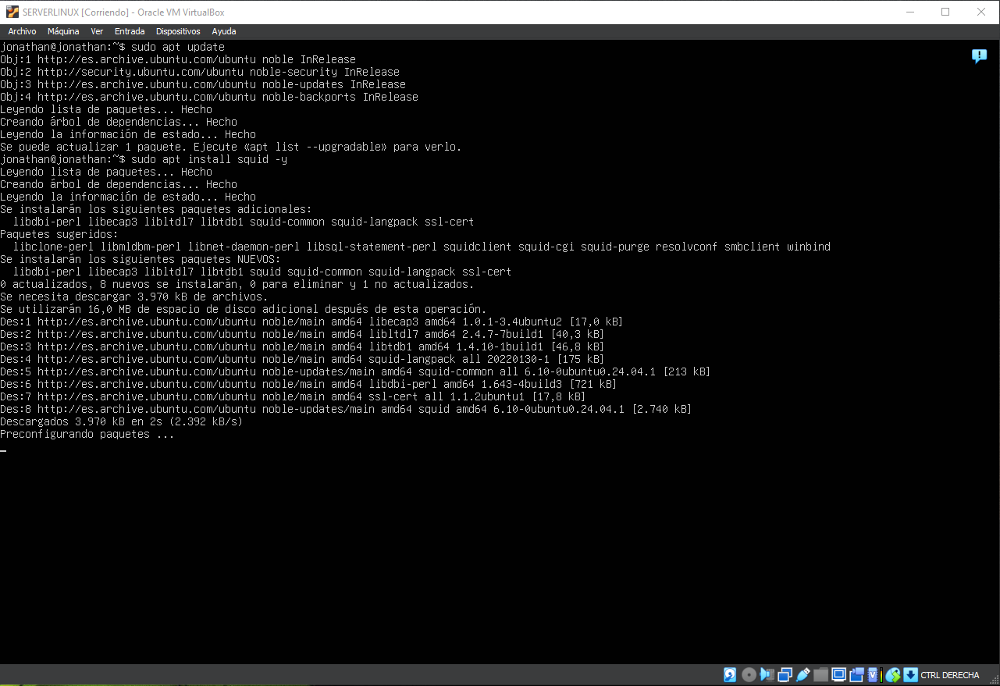 SERVERLINUX [Corriendo] - Oracle VM VirtualBox
Archivo Máquina Ver Entrada Dispositivos Ayuda
jonathan@jonathan:~$ sudo apt update
Obj:1 http://es.archive.ubuntu.com/ubuntu noble InRelease
Obj:2 http://security.ubuntu.com/ubuntu noble-security InRelease
Obj:3 http://es.archive.ubuntu.com/ubuntu noble-updates InRelease
Obj:4 http://es.archive.ubuntu.com/ubuntu noble-backports InRelease
Leyendo lista de paquetes... Hecho
Creando árbol de dependencias... Hecho
Leyendo la información de estado... Hecho
Se puede actualizar 1 paquete. Ejecute «apt list --upgradable» para verlo.
jonathan@jonathan:~$ sudo apt install squid -y
Leyendo lista de paquetes... Hecho
Creando árbol de dependencias... Hecho
Leyendo la información de estado... Hecho
Se instalarán los siguientes paquetes adicionales:
  libdbi-perl libecap3 libltdl7 libtdb1 squid-common squid-langpack ssl-cert
Paquetes sugeridos:
  libclone-perl libmldbm-perl libnet-daemon-perl libsql-statement-perl squidclient squid-cgi squid-purge resolvconf smbclient winbind
Se instalarán los siguientes paquetes NUEVOS:
  libdbi-perl libecap3 libltdl7 libtdb1 squid squid-common squid-langpack ssl-cert
0 actualizados, 8 nuevos se instalarán, 0 para eliminar y 1 no actualizados.
Se necesita descargar 3.970 kB de archivos.
Se utilizarán 16,0 MB de espacio de disco adicional después de esta operación.
Des:1 http://es.archive.ubuntu.com/ubuntu noble/main amd64 libecap3 amd64 1.0.1-3.4ubuntu2 [17,0 kB]
Des:2 http://es.archive.ubuntu.com/ubuntu noble/main amd64 libltdl7 amd64 2.4.7-7build1 [40,3 kB]
Des:3 http://es.archive.ubuntu.com/ubuntu noble/main amd64 libtdb1 amd64 1.4.10-1build1 [46,8 kB]
Des:4 http://es.archive.ubuntu.com/ubuntu noble/main amd64 squid-langpack all 20220130-1 [175 kB]
Des:5 http://es.archive.ubuntu.com/ubuntu noble-updates/main amd64 squid-common all 6.10-0ubuntu0.24.04.1 [213 kB]
Des:6 http://es.archive.ubuntu.com/ubuntu noble/main amd64 libdbi-perl amd64 1.643-4build3 [721 kB]
Des:7 http://es.archive.ubuntu.com/ubuntu noble/main amd64 ssl-cert all 1.1.2ubuntu1 [17,8 kB]
Des:8 http://es.archive.ubuntu.com/ubuntu noble-updates/main amd64 squid amd64 6.10-0ubuntu0.24.04.1 [2.740 kB]
Descargados 3.970 kB en 2s (2.392 kB/s)
Preconfigurando paquetes ...
CTRL DERECHA